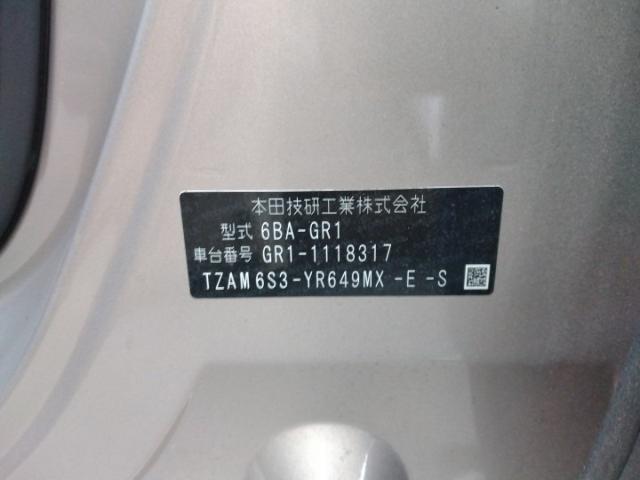 本田技研工業株式会社
型式 6BA-GR1
車台番号 GR1-1118317
TZAM6S3-YR649MX -E -S